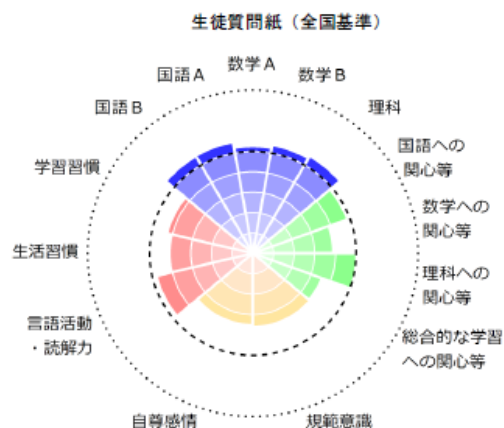 生徒質問紙（全国基準）
数学A
数学B
理科
国語への
関心等
数学への
関心等
理科への
関心等
総合的な学習
への関心等
規範意識
自尊感情
言語活動
・読解力
生活習慣
学習習慣
国語B
国語A